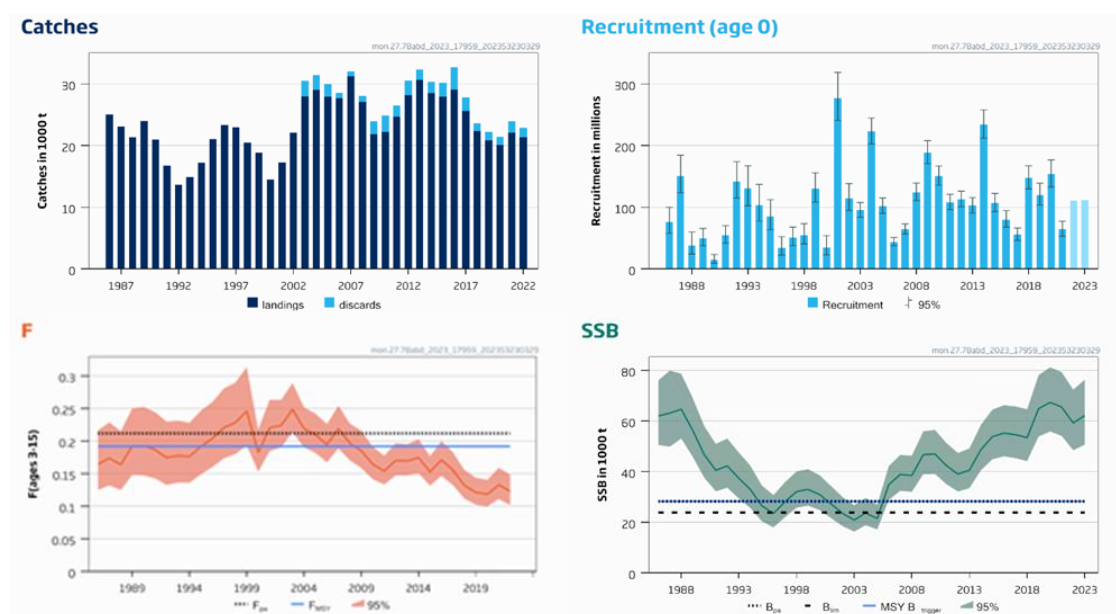 Catches
mon.27.78abd_2023_17959_202353230329
Catches in 1000 t
30
20
10
0
1987 1992 1997 2002 2007 2012 2017 2022
landings discards
Recruitment (age 0)
mon.27.78abd_2023_17959_202353230329
Recruitment in millions
300
200
100
0
1988 1993 1998 2003 2008 2013 2018 2023
Recruitment 95%
F
mon.27.78abd_2023_17959_202353230329
F(ages 3-15)
0.3
0.25
0.2
0.15
0.1
0.05
0
1989 1994 1999 2004 2009 2014 2019
Fpa FMSY 95%
SSB
mon.27.78abd_2023_17959_202353230329
SSB in 1000 t
80
60
40
20
0
1988 1993 1998 2003 2008 2013 2018 2023
Bpa Blim MSY Btrigger 95%